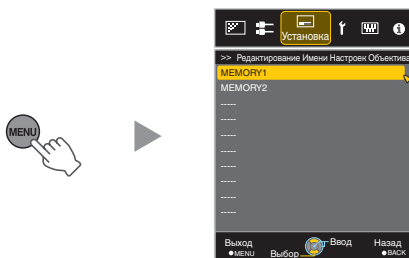 MENU
Установка
>> Редактирование Имени Настроек Объектива
MEMORY1
MEMORY2
-----
-----
-----
-----
-----
-----
-----
-----
Выход
●MENU
Выбор
Ввод
Назад
●BACK